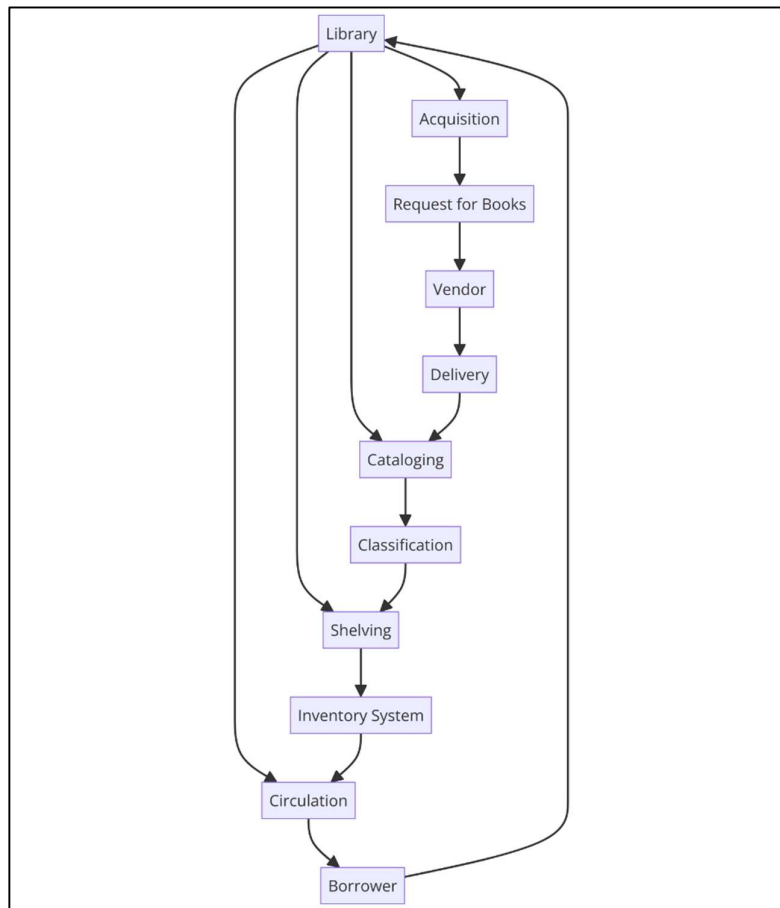 Library
Acquisition
Request for Books
Vendor
Delivery
Cataloging
Classification
Shelving
Inventory System
Circulation
Borrower